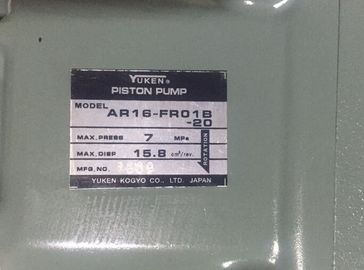 YUKEN®
PISTON PUMP
MODEL AR16-FR01B
-20
MAX.PRESS 7 MPa
MAX.DISP 15.8 cm³/rev.
MFG.NO.
ROTATION
YUKEN KOGYO CO., LTD. JAPAN